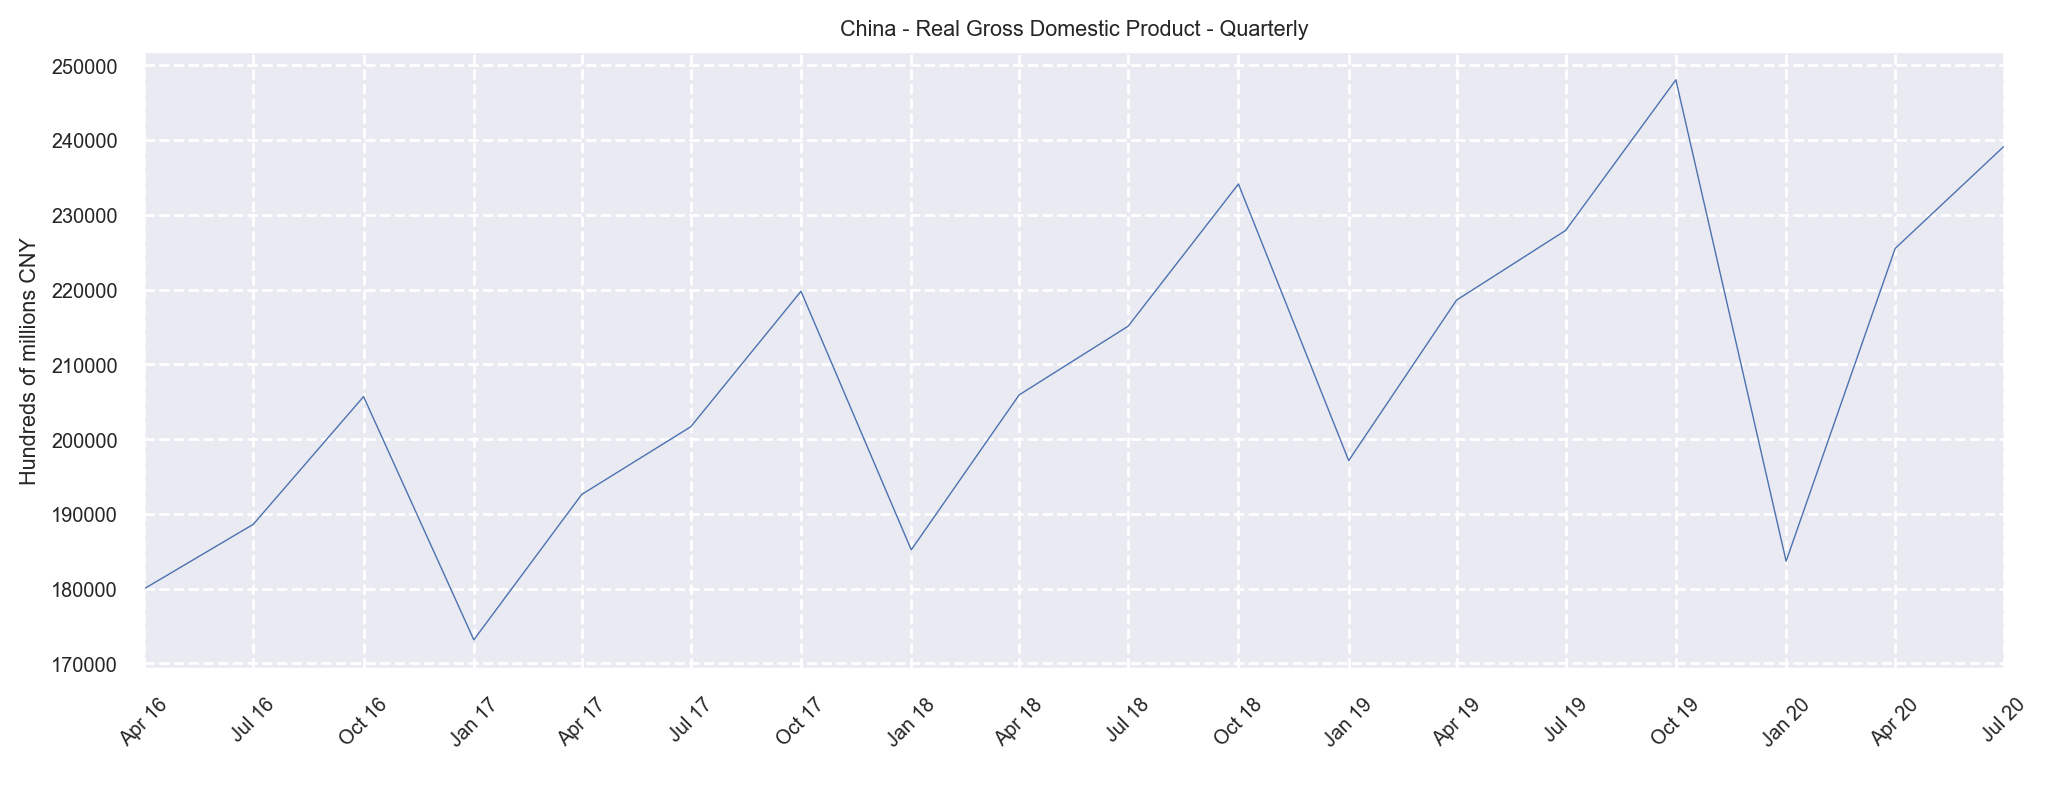 China - Real Gross Domestic Product - Quarterly
Hundreds of millions CNY
250000
240000
230000
220000
210000
200000
190000
180000
170000
Apr 16
Jul 16
Oct 16
Jan 17
Apr 17
Jul 17
Oct 17
Jan 18
Apr 18
Jul 18
Oct 18
Jan 19
Apr 19
Jul 19
Oct 19
Jan 20
Apr 20
Jul 20